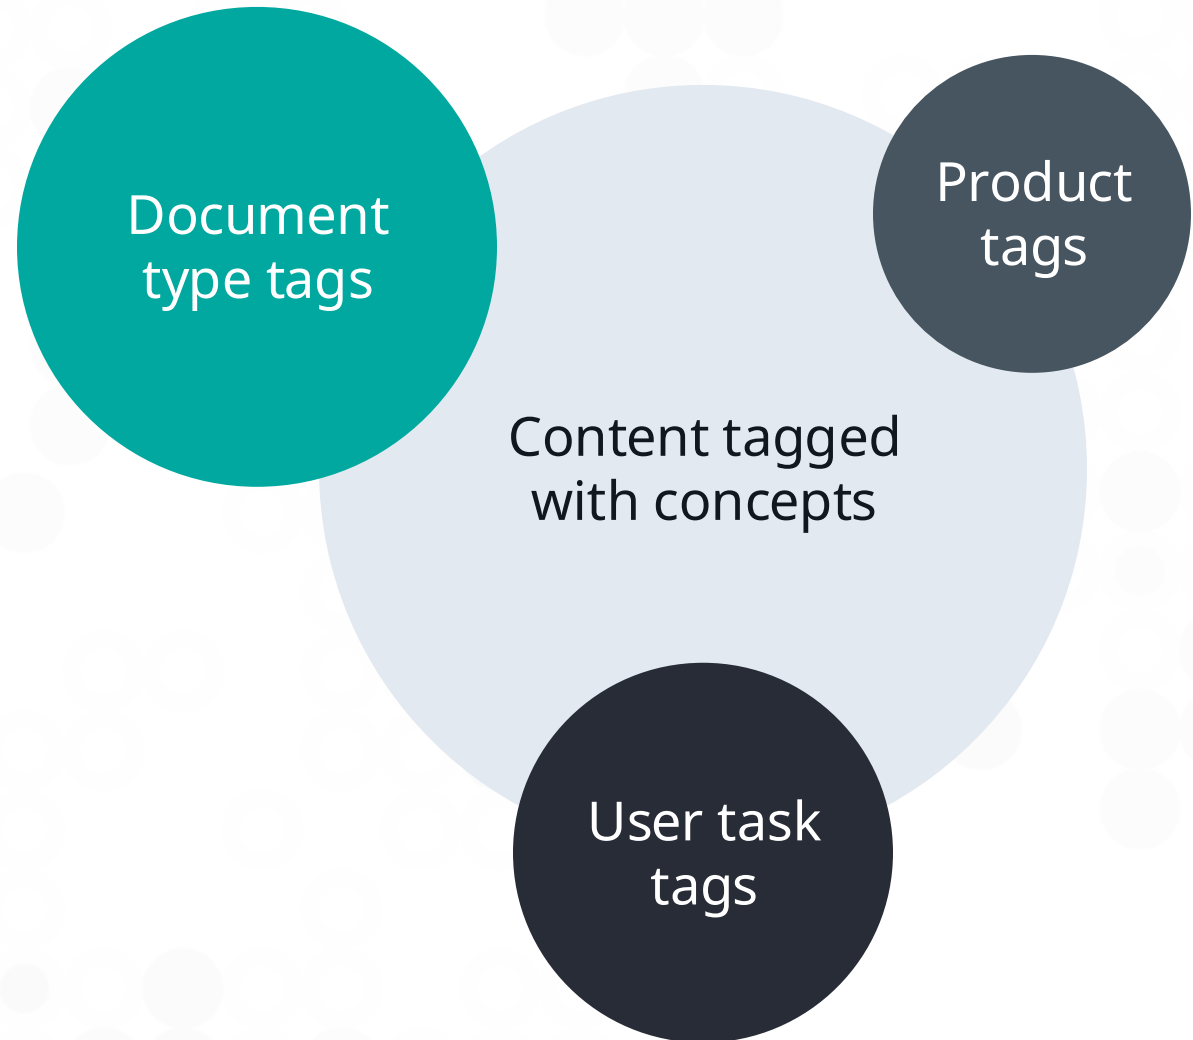 Document
type tags
Product
tags
Content tagged
with concepts
User task
tags